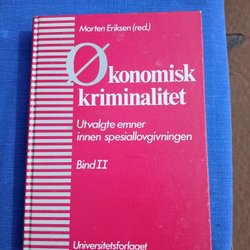 Morten Eriksen (red.)
Økonomisk
kriminalitet
Utvalgte emner
innen spesiallovgivningen
Bind II
Universitetsforlaget